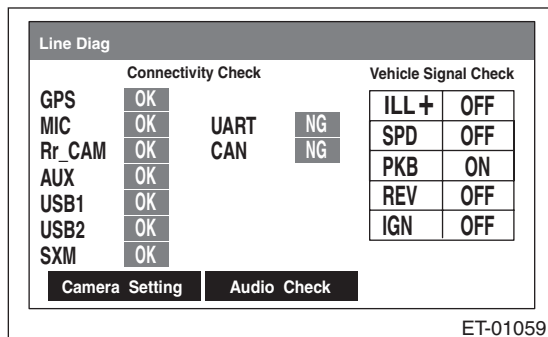 Line Diag
Connectivity Check
Vehicle Signal Check
GPS OK
MIC OK UART NG
Rr_CAM OK CAN NG
AUX OK
USB1 OK
USB2 OK
SXM OK
ILL+ OFF
SPD OFF
PKB ON
REV OFF
IGN OFF
Camera Setting Audio Check
ET-01059